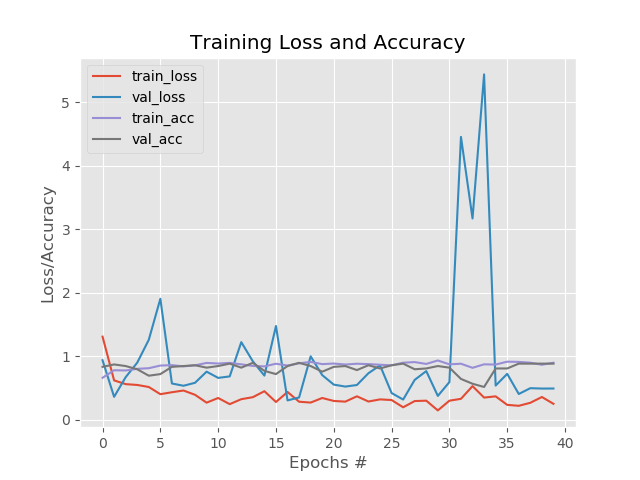 Training Loss and Accuracy
train_loss
val_loss
train_acc
val_acc
Loss/Accuracy
5
4
3
2
1
0
0 5 10 15 20 25 30 35 40
Epochs #